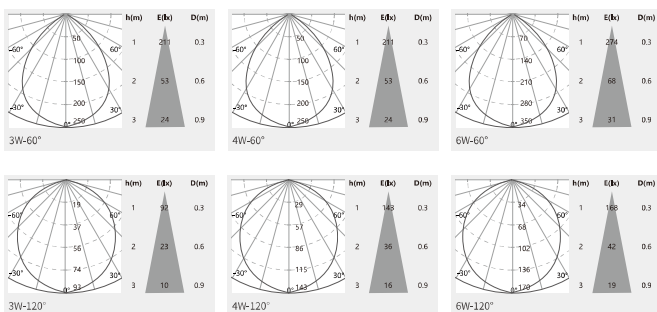 h(m) E(lx) D(m)
50
60° 60°
100
150
200
30° 30°
0° 250
1 211 0.3
2 53 0.6
3 24 0.9
3W-60°
h(m) E(lx) D(m)
50
60° 60°
100
150
200
30° 30°
0° 250
1 211 0.3
2 53 0.6
3 24 0.9
4W-60°
h(m) E(lx) D(m)
70
60° 60°
140
210
280
30° 30°
0° 350
1 274 0.3
2 68 0.6
3 31 0.9
6W-60°
h(m) E(lx) D(m)
19
60° 60°
37
56
74
30° 30°
0° 93
1 92 0.3
2 23 0.6
3 10 0.9
3W-120°
h(m) E(lx) D(m)
29
60° 60°
57
86
115
30° 30°
0° 143
1 143 0.3
2 36 0.6
3 16 0.9
4W-120°
h(m) E(lx) D(m)
34
60° 60°
68
102
136
30° 30°
0° 170
1 168 0.3
2 42 0.6
3 19 0.9
6W-120°